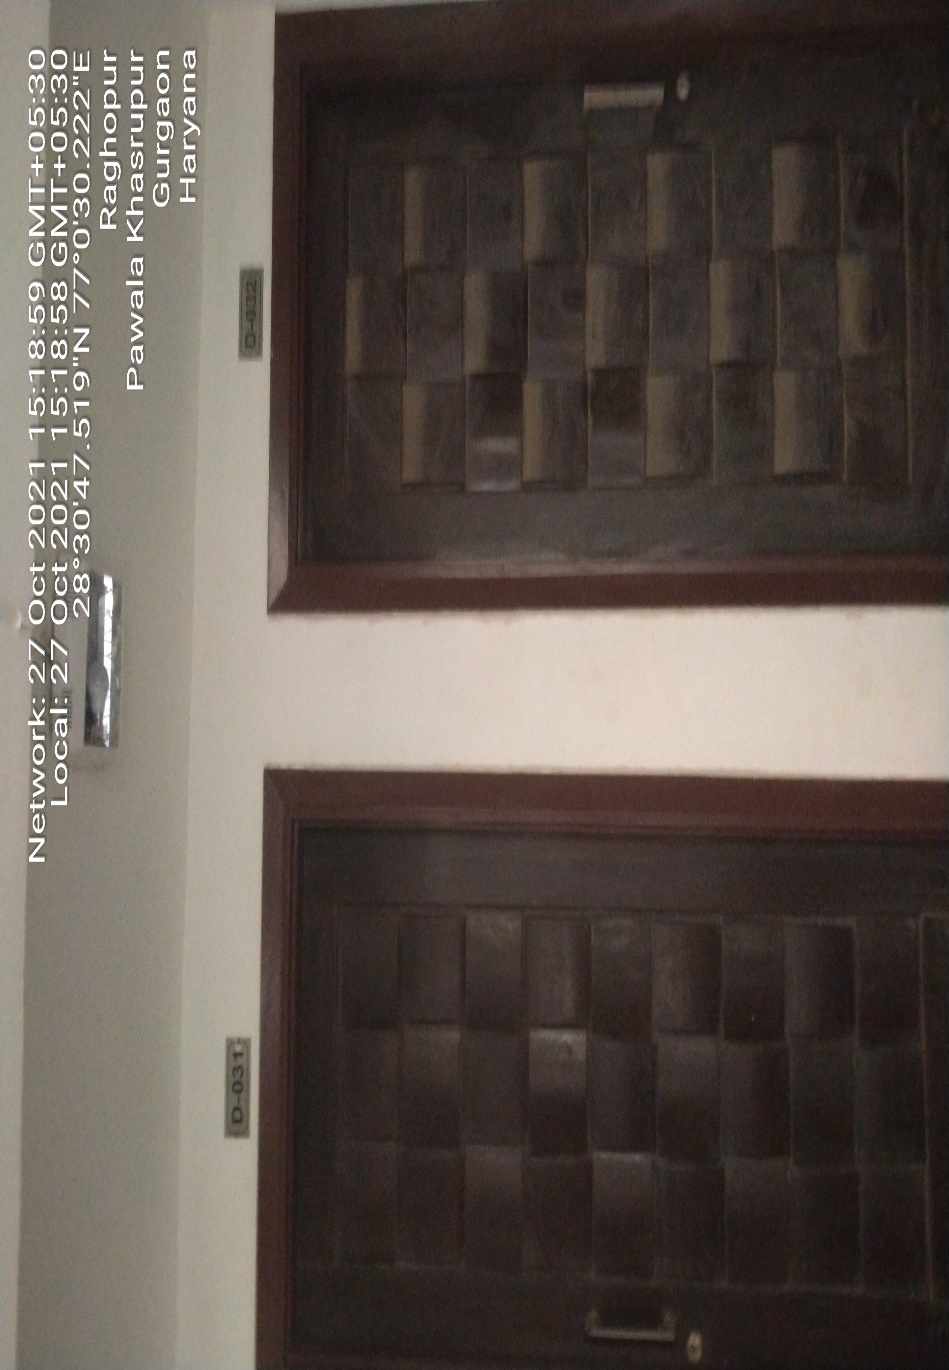 Network: 27 Oct 2021 15:18:59 GMT+05:30
Local: 27 Oct 2021 15:18:58 GMT+05:30
28°30'47.519"N 77°0'30.222"E
Raghopur
Pawala Khasrupur
Gurgaon
Haryana
D-031
D-032